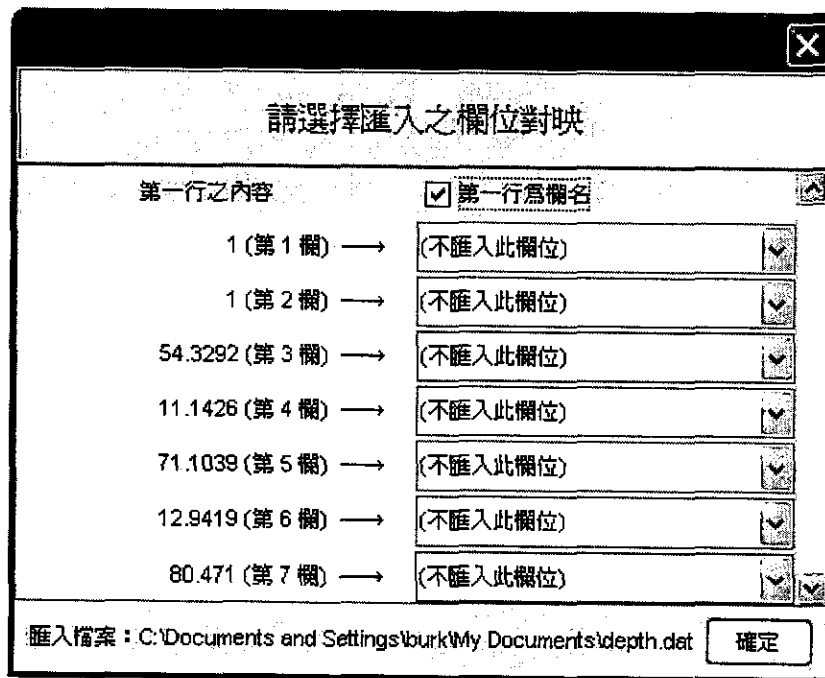 請選擇匯入之欄位對映
第一行之內容 第一行為欄名
1 (第 1 欄) → (不匯入此欄位)
1 (第 2 欄) → (不匯入此欄位)
54.3292 (第 3 欄) → (不匯入此欄位)
11.1426 (第 4 欄) → (不匯入此欄位)
71.1039 (第 5 欄) → (不匯入此欄位)
12.9419 (第 6 欄) → (不匯入此欄位)
80.471 (第 7 欄) → (不匯入此欄位)
匯入檔案：C:\Documents and Settings\burk\My Documents\depth.dat 確定